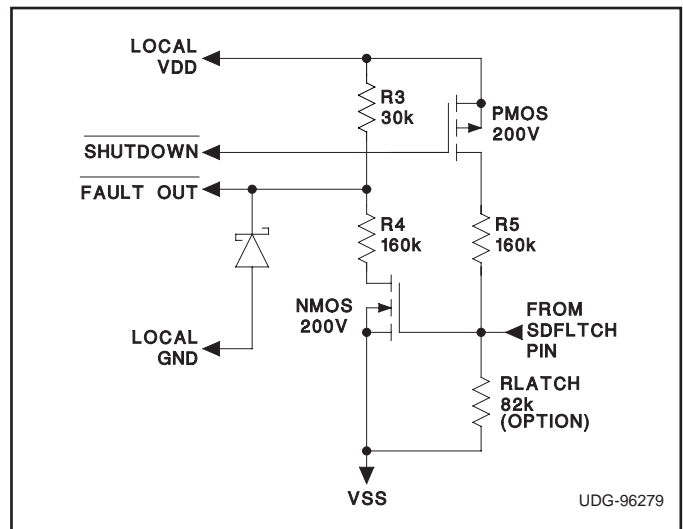 LOCAL
VDD
R3
30k
PMOS
200V
SHUTDOWN
FAULT OUT
R4
160k
R5
160k
NMOS
200V
FROM
SDFLTCH
PIN
LOCAL
GND
RLATCH
82k
(OPTION)
VSS
UDG-96279